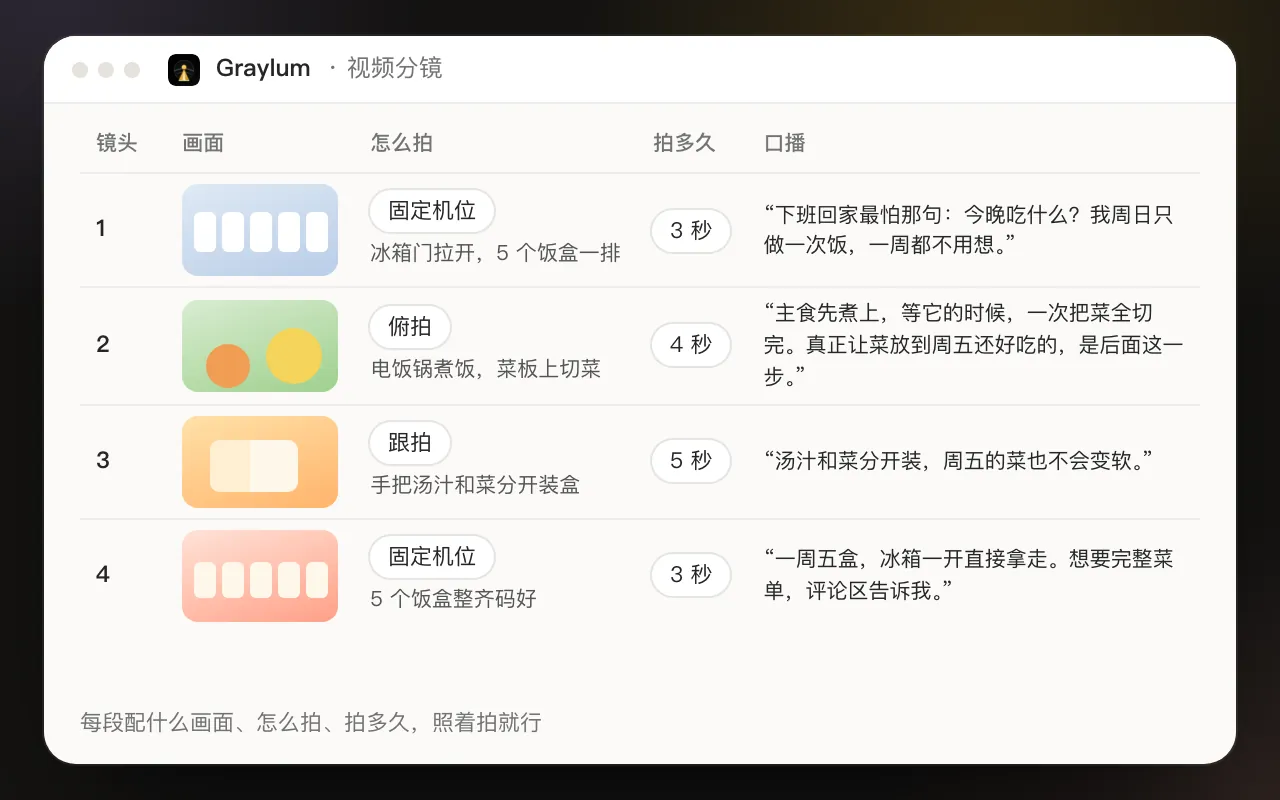 Graylum · 视频分镜
镜头 画面 怎么拍 拍多久 口播
1
固定机位
冰箱门拉开，5 个饭盒一排
3 秒
“下班回家最怕那句：今晚吃什么？我周日只
做一次饭，一周都不用想。”
2
俯拍
电饭锅煮饭，菜板上切菜
4 秒
“主食先煮上，等它的时候，一次把菜全切
完。真正让菜放到周五还好吃的，是后面这一
步。”
3
跟拍
手把汤汁和菜分开装盒
5 秒
“汤汁和菜分开装，周五的菜也不会变软。”
4
固定机位
5 个饭盒整齐码好
3 秒
“一周五盒，冰箱一开直接拿走。想要完整菜
单，评论区告诉我。”
每段配什么画面、怎么拍、拍多久，照着拍就行